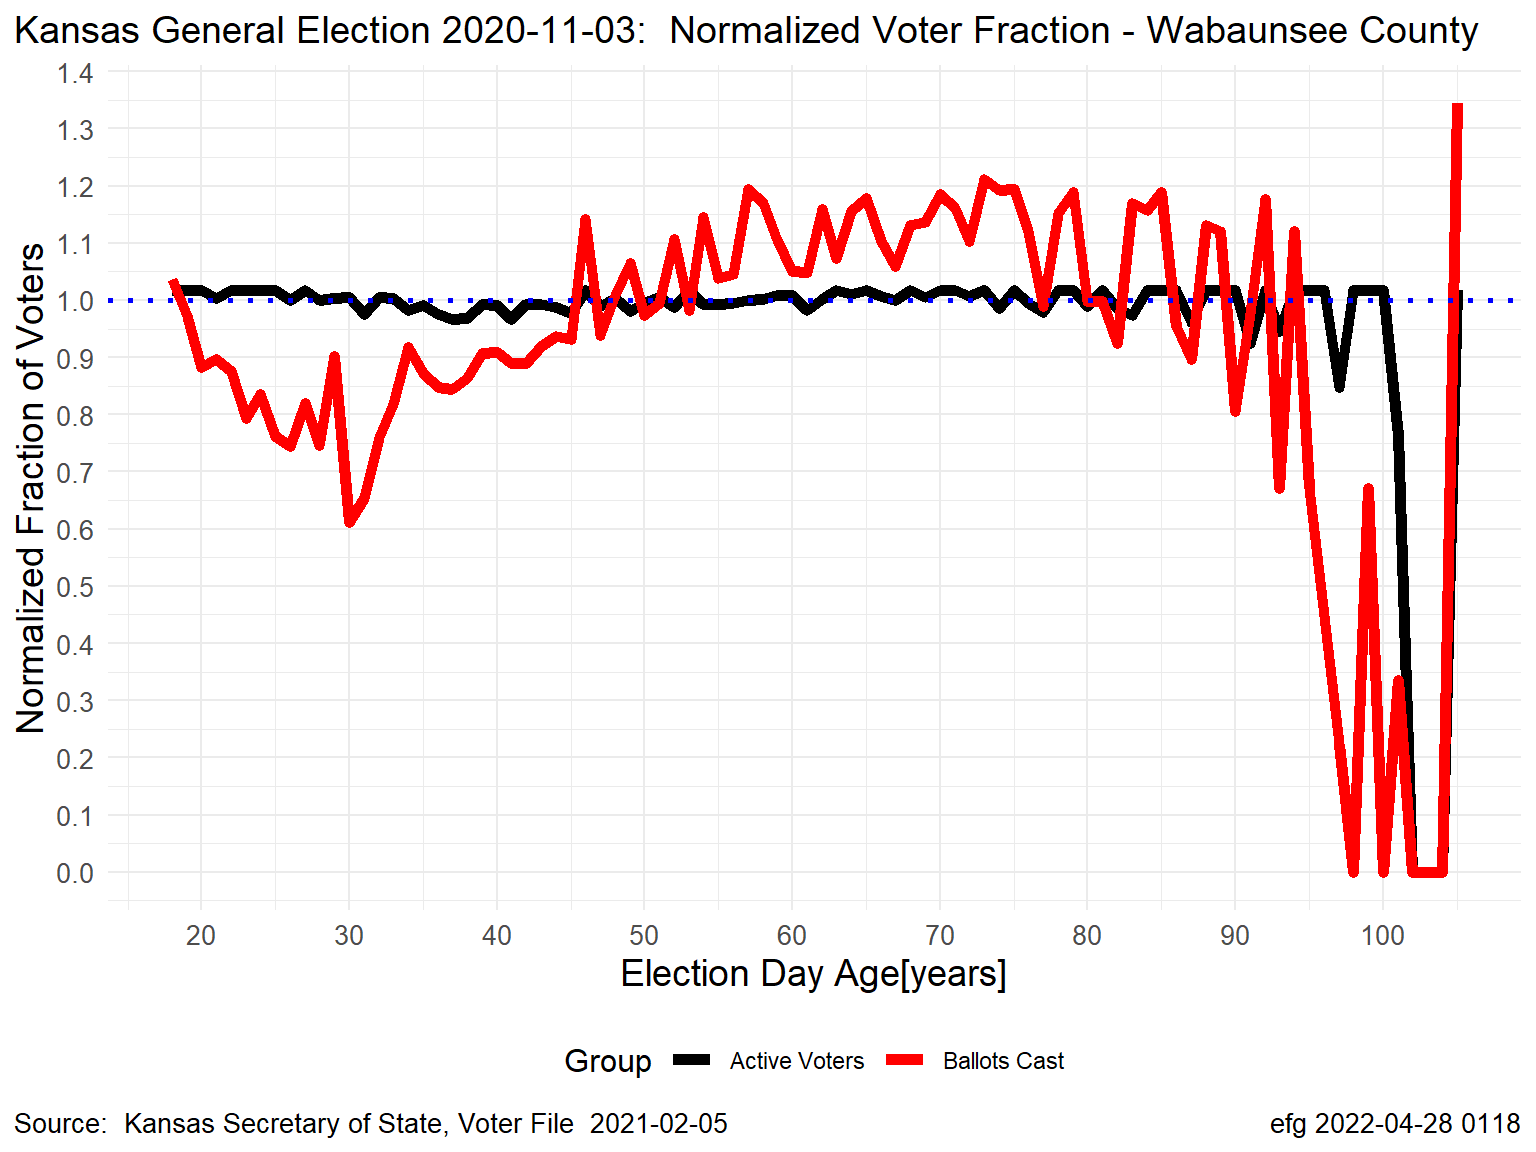 Kansas General Election 2020-11-03:  Normalized Voter Fraction - Wabaunsee County
Normalized Fraction of Voters
1.4
1.3
1.2
1.1
1.0
0.9
0.8
0.7
0.6
0.5
0.4
0.3
0.2
0.1
0.0
20 30 40 50 60 70 80 90 100
Election Day Age[years]
Group Active Voters Ballots Cast
Source:  Kansas Secretary of State, Voter File  2021-02-05
efg 2022-04-28 0118